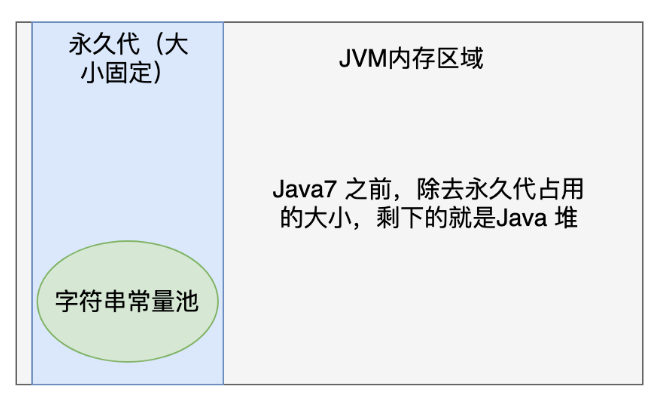 永久代（大
小固定）
JVM内存区域
Java7 之前，除去永久代占用
的大小，剩下的就是Java 堆
字符串常量池